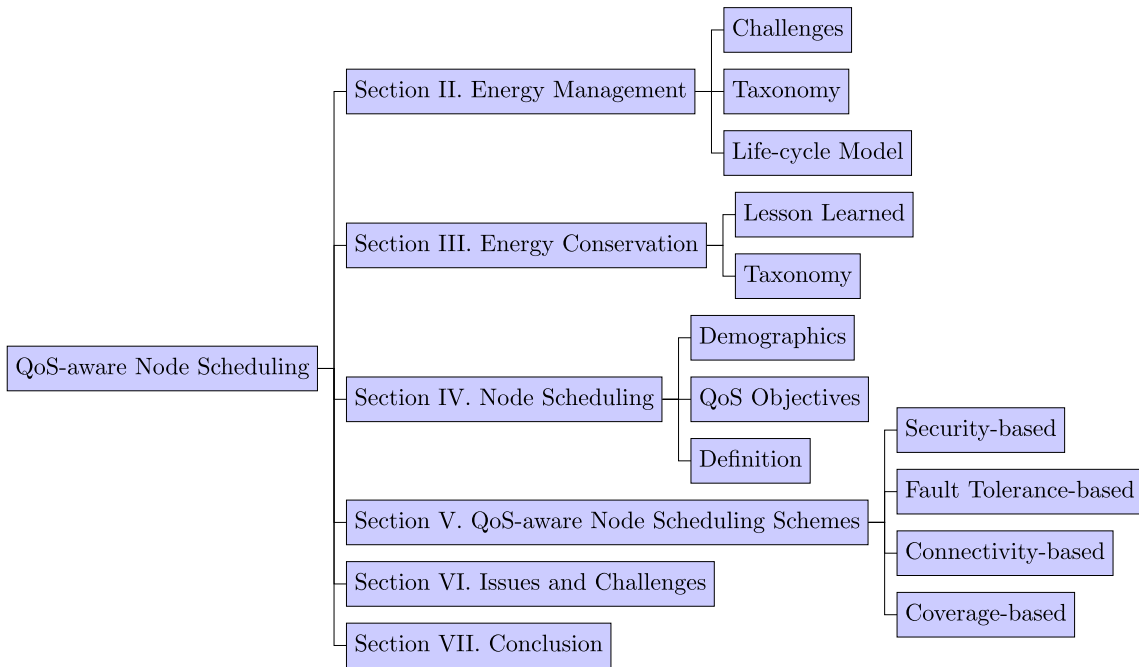 QoS-aware Node Scheduling
Section II. Energy Management
Challenges
Taxonomy
Life-cycle Model
Section III. Energy Conservation
Lesson Learned
Taxonomy
Section IV. Node Scheduling
Demographics
QoS Objectives
Definition
Section V. QoS-aware Node Scheduling Schemes
Security-based
Fault Tolerance-based
Connectivity-based
Coverage-based
Section VI. Issues and Challenges
Section VII. Conclusion